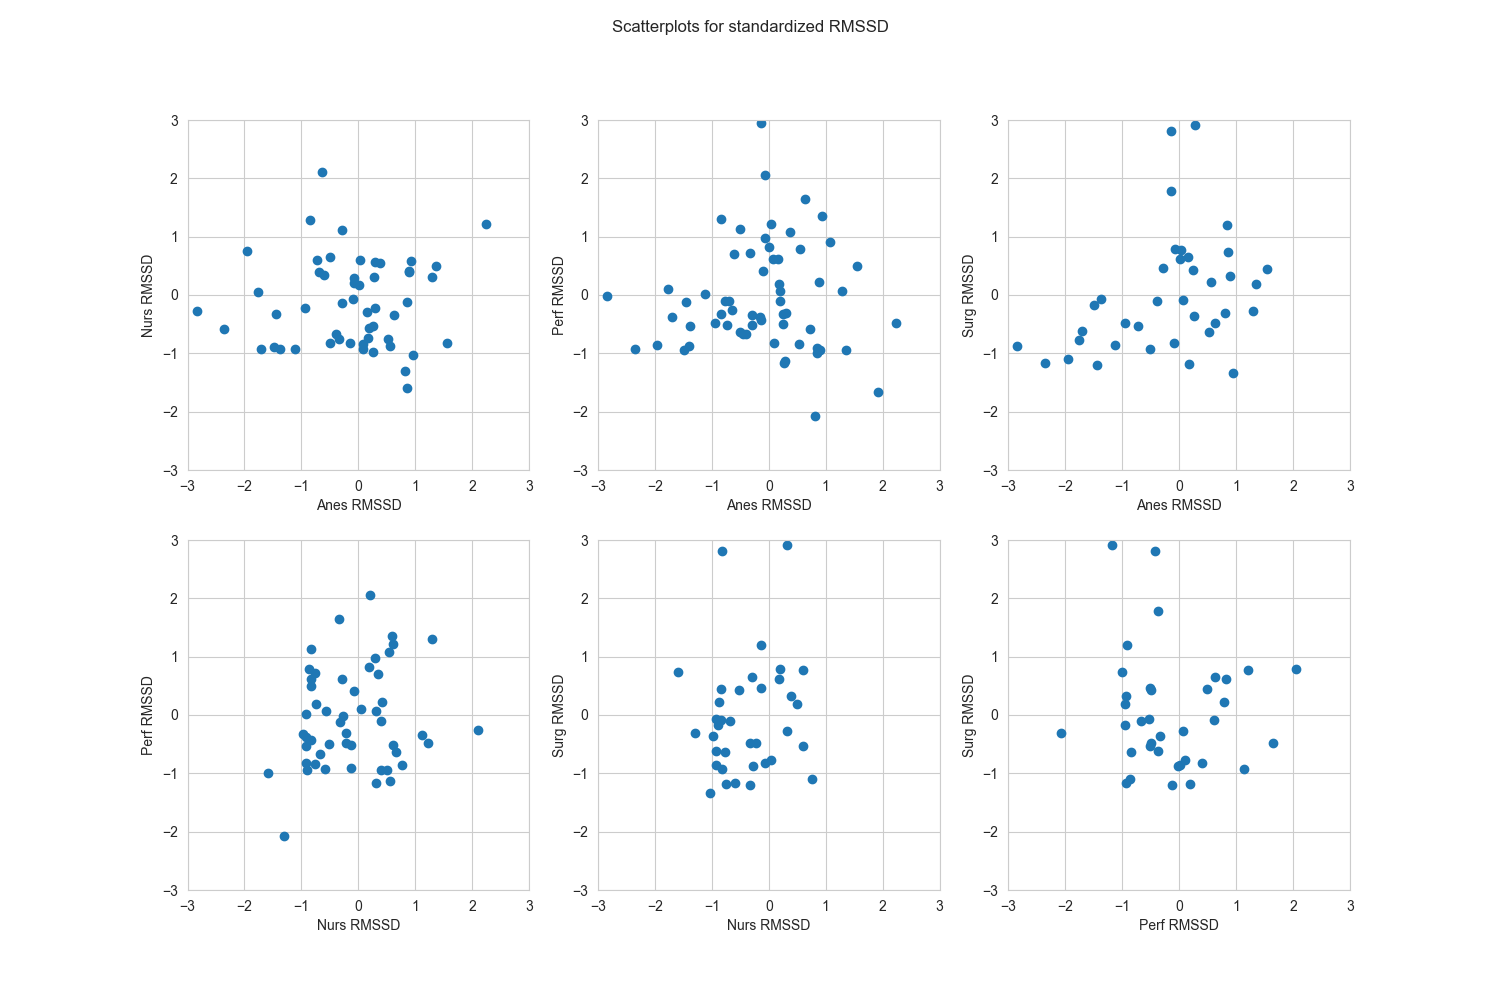 Scatterplots for standardized RMSSD
3 3 3
2 2 2
1 1 1
0 0 0
−1 −1 −1
−2 −2 −2
−3 −3 −3
Nurs RMSSD
Perf RMSSD
Surg RMSSD
−3 −2 −1 0 1 2 3 −3 −2 −1 0 1 2 3 −3 −2 −1 0 1 2 3
Anes RMSSD Anes RMSSD Anes RMSSD
3 3 3
2 2 2
1 1 1
0 0 0
−1 −1 −1
−2 −2 −2
−3 −3 −3
Perf RMSSD
Surg RMSSD
Surg RMSSD
−3 −2 −1 0 1 2 3 −3 −2 −1 0 1 2 3 −3 −2 −1 0 1 2 3
Nurs RMSSD Nurs RMSSD Perf RMSSD